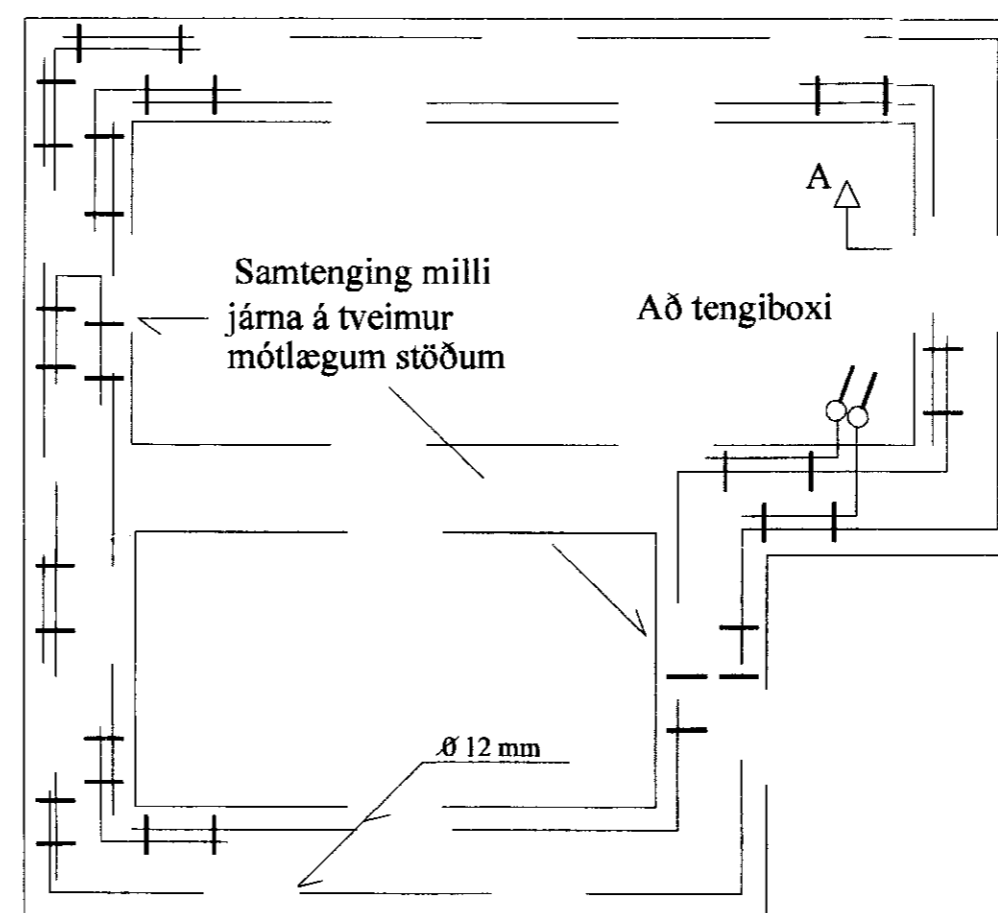 A
Samtenging milli
járna á tveimur
mótlægum stöðum
Að tengiboxi
Ø 12 mm